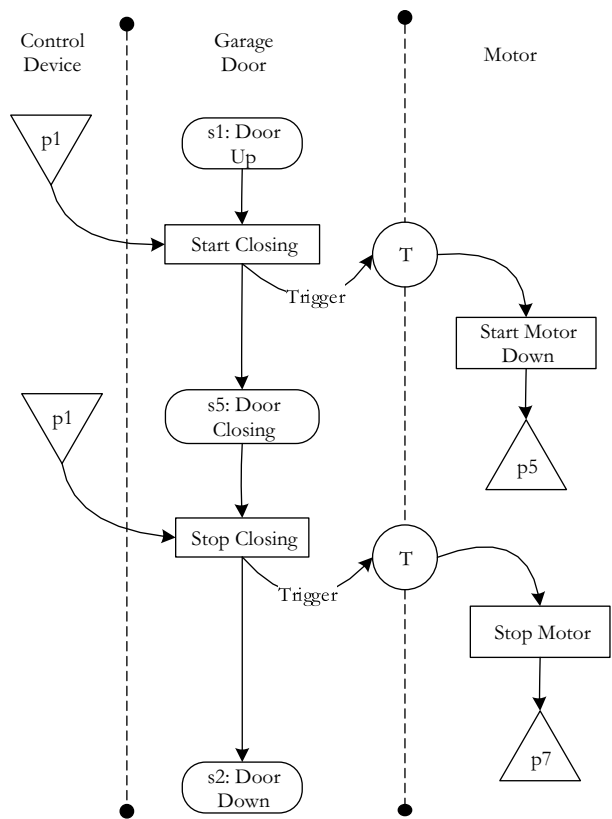 Control
Device
Garage
Door
Motor
p1
s1: Door
Up
Start Closing
T
Trigger
Start Motor
Down
s5: Door
Closing
p1
p5
Stop Closing
T
Trigger
Stop Motor
s2: Door
Down
p7